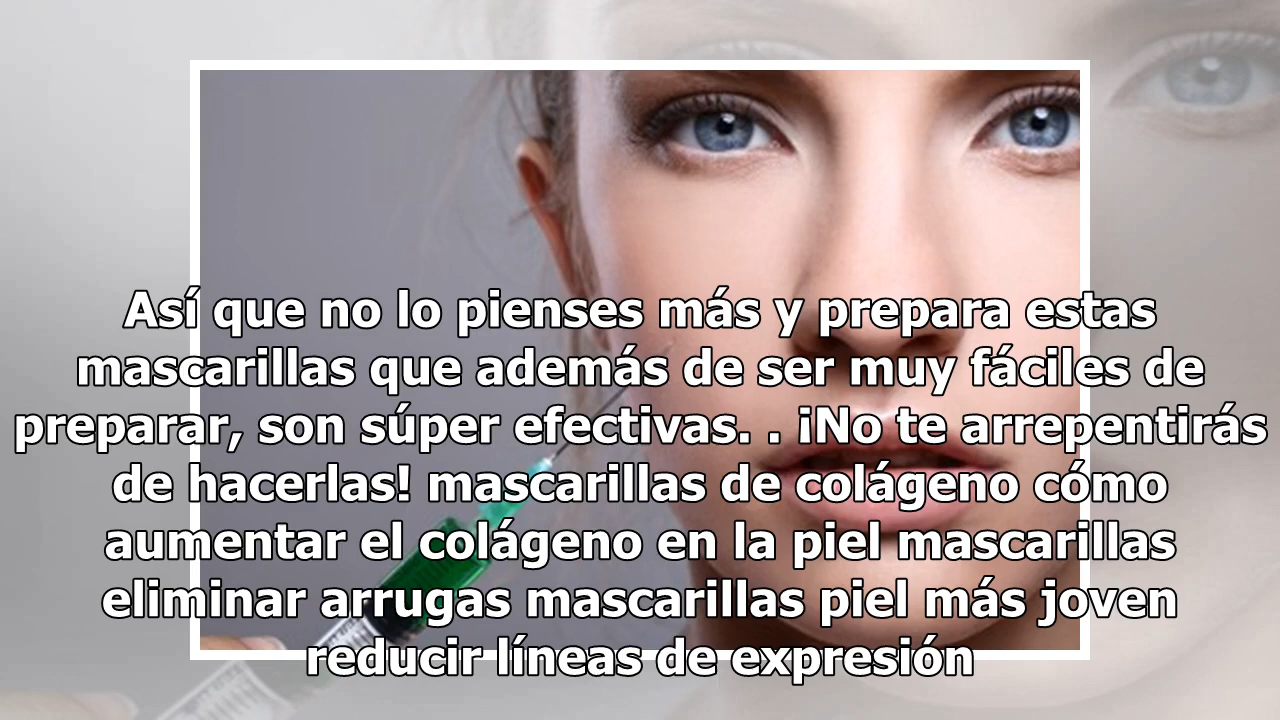 Así que no lo pienses más y prepara estas
mascarillas que además de ser muy fáciles de
preparar, son súper efectivas. . ¡No te arrepentirás
de hacerlas! mascarillas de colágeno cómo
aumentar el colágeno en la piel mascarillas
eliminar arrugas mascarillas piel más joven
reducir líneas de expresión